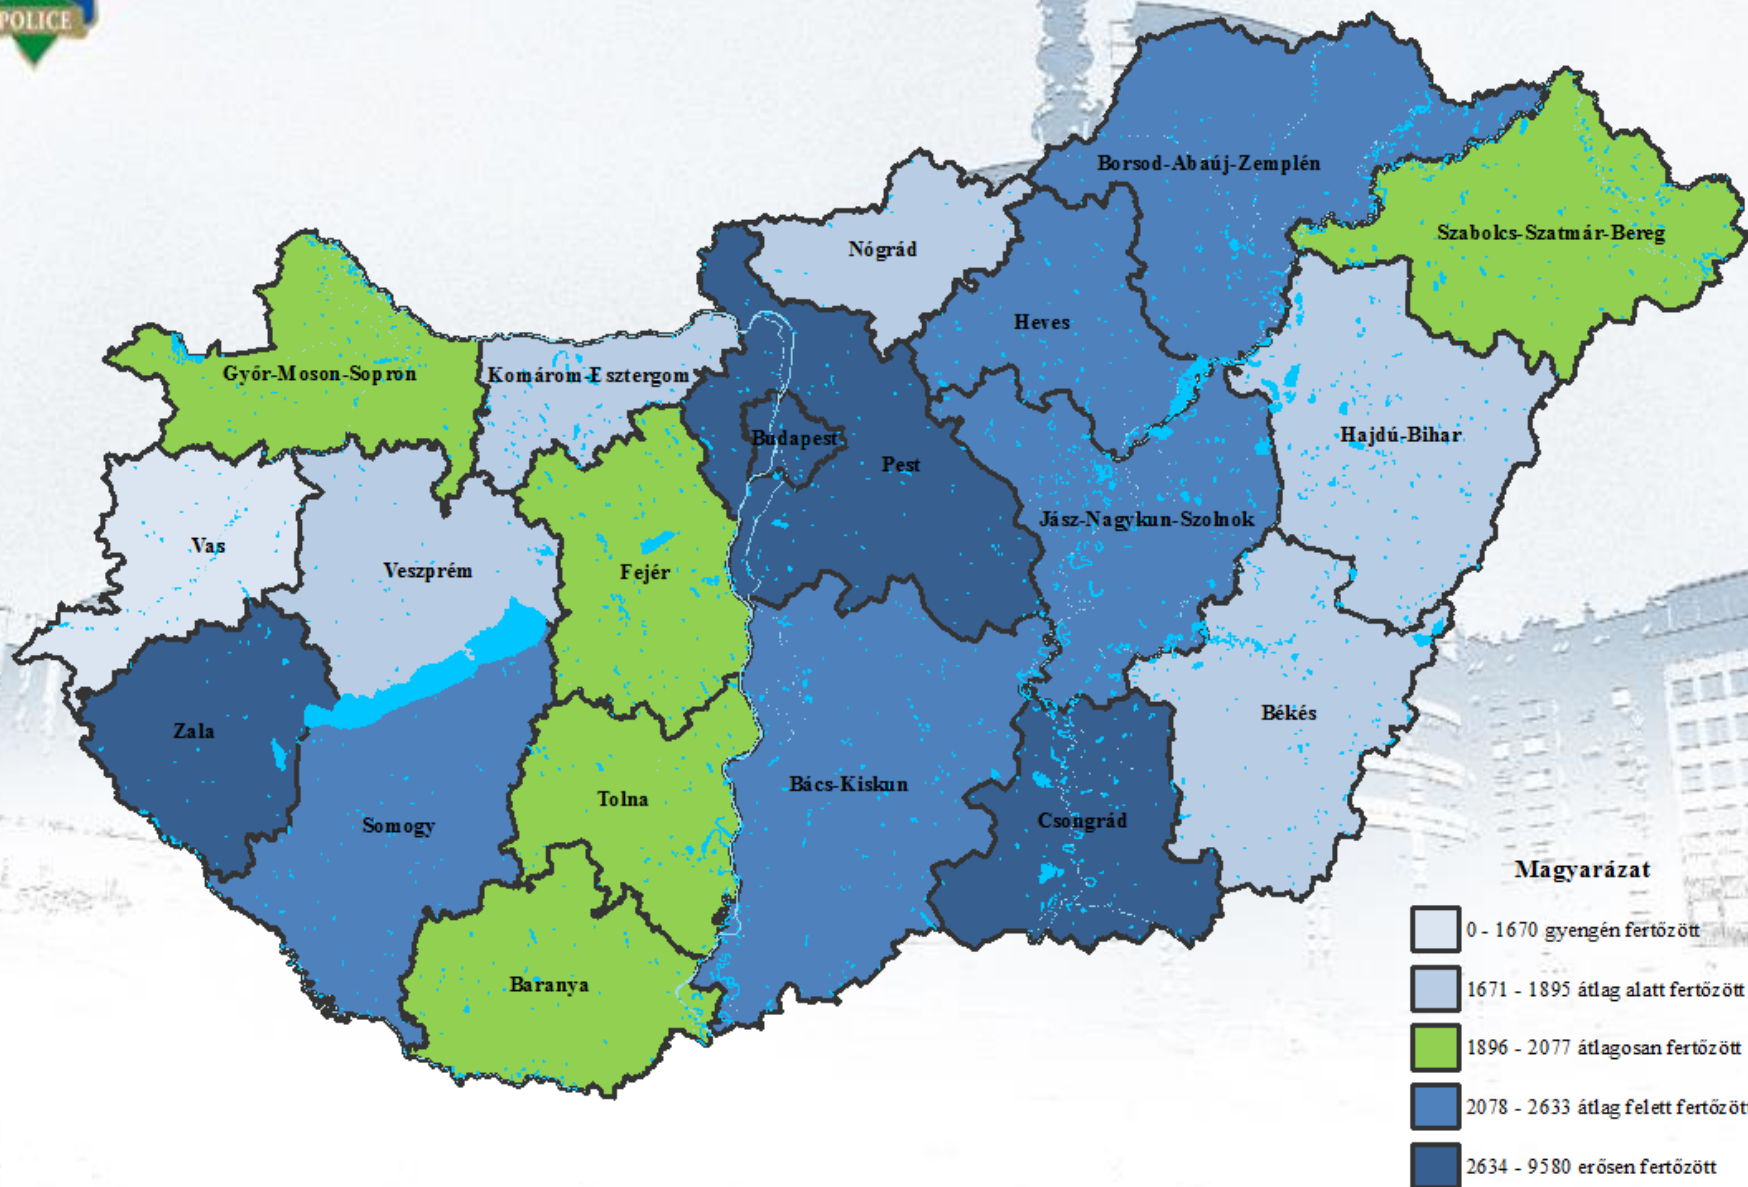 POLICE
Borsod-Abaúj-Zemplén
Szabolcs-Szatmár-Bereg
Nógrád
Heves
Győr-Moson-Sopron
Komárom-Esztergom
Budapest
Pest
Hajdú-Bihar
Jász-Nagykun-Szolnok
Vas
Veszprém
Fejér
Zala
Békés
Bács-Kiskun
Tolna
Csongrád
Somogy
Baranya
Magyarázat
0 - 1670 gyengén fertőzött
1671 - 1895 átlag alatt fertőzött
1896 - 2077 átlagosan fertőzött
2078 - 2633 átlag felett fertőzött
2634 - 9580 erősen fertőzött